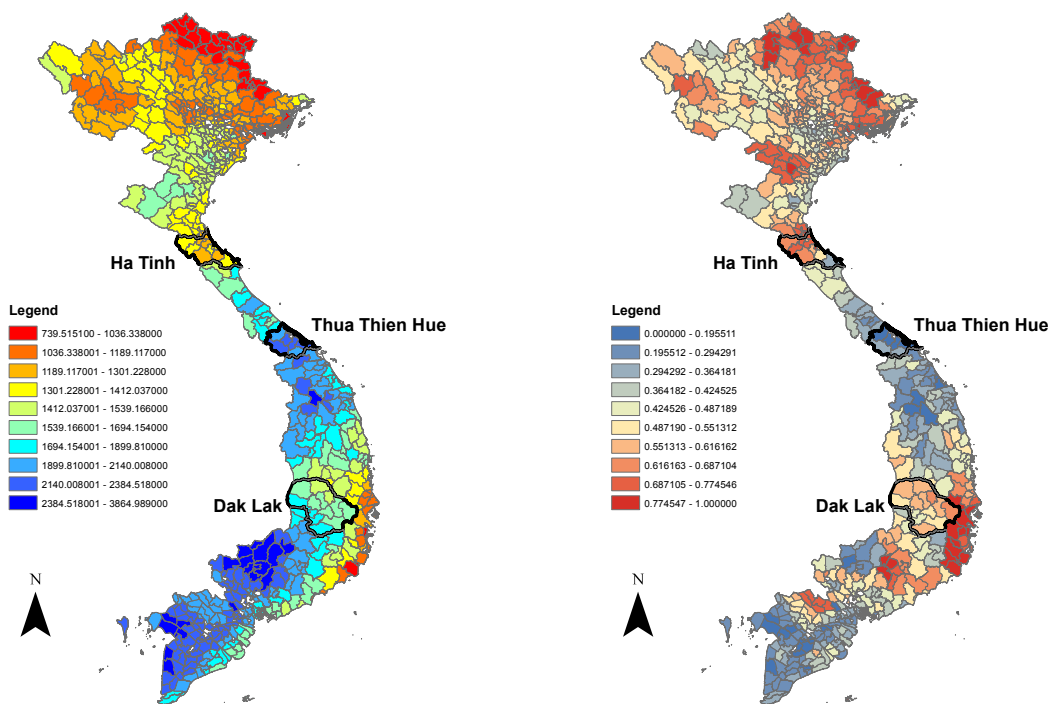 Ha Tinh
Thua Thien Hue
Dak Lak
Legend
739.515100 - 1036.338000
1036.338001 - 1189.117000
1189.117001 - 1301.228000
1301.228001 - 1412.037000
1412.037001 - 1539.166000
1539.166001 - 1694.154000
1694.154001 - 1899.810000
1899.810001 - 2140.008000
2140.008001 - 2384.518000
2384.518001 - 3864.989000
N
Ha Tinh
Thua Thien Hue
Dak Lak
Legend
0.000000 - 0.195511
0.195512 - 0.294291
0.294292 - 0.364181
0.364182 - 0.424525
0.424526 - 0.487189
0.487190 - 0.551312
0.551313 - 0.616162
0.616163 - 0.687104
0.687105 - 0.774546
0.774547 - 1.000000
N